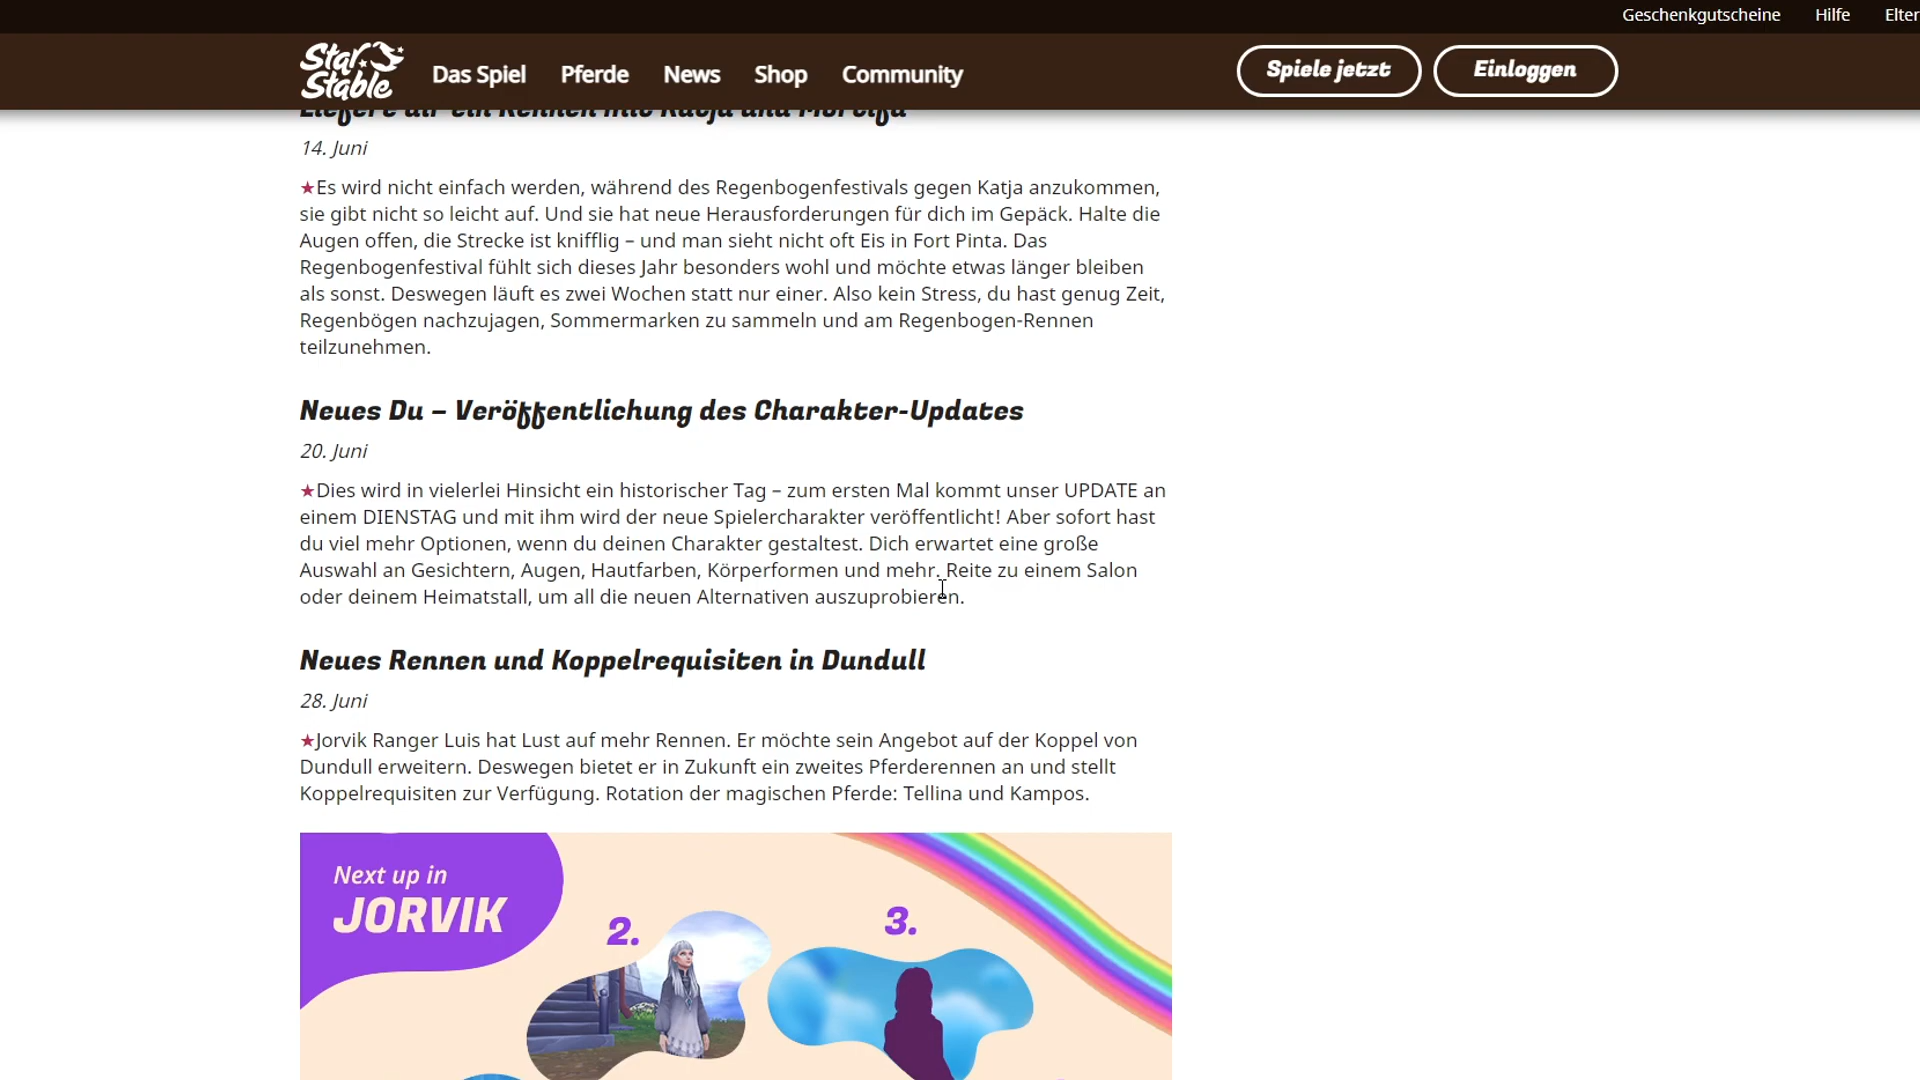 Geschenkgutscheine Hilfe
Star Stable
Das Spiel Pferde News Shop Community
Spiele jetzt Einloggen
Liefere dir ein Rennen mit Katja und
14. Juni
★Es wird nicht einfach werden, während des Regenbogenfestivals gegen Katja anzukommen,
sie gibt nicht so leicht auf. Und sie hat neue Herausforderungen für dich im Gepäck. Halte die
Augen offen, die Strecke ist knifflig – und man sieht nicht oft Eis in Fort Pinta. Das
Regenbogenfestival fühlt sich dieses Jahr besonders wohl und möchte etwas länger bleiben
als sonst. Deswegen läuft es zwei Wochen statt nur einer. Also kein Stress, du hast genug Zeit,
Regenbögen nachzujagen, Sommermarken zu sammeln und am Regenbogen-Rennen
teilzunehmen.
Neues Du – Veröffentlichung des Charakter-Updates
20. Juni
★Dies wird in vielerlei Hinsicht ein historischer Tag – zum ersten Mal kommt unser UPDATE an
einem DIENSTAG und mit ihm wird der neue Spielercharakter veröffentlicht! Aber sofort hast
du viel mehr Optionen, wenn du deinen Charakter gestaltest. Dich erwartet eine große
Auswahl an Gesichtern, Augen, Hautfarben, Körperformen und mehr. Reite zu einem Salon
oder deinem Heimatstall, um all die neuen Alternativen auszuprobieren.
Neues Rennen und Koppelrequisiten in Dundull
28. Juni
★Jorvik Ranger Luis hat Lust auf mehr Rennen. Er möchte sein Angebot auf der Koppel von
Dundull erweitern. Deswegen bietet er in Zukunft ein zweites Pferderennen an und stellt
Koppelrequisiten zur Verfügung. Rotation der magischen Pferde: Tellina und Kampos.
Next up in
JORVIK
2.
3.